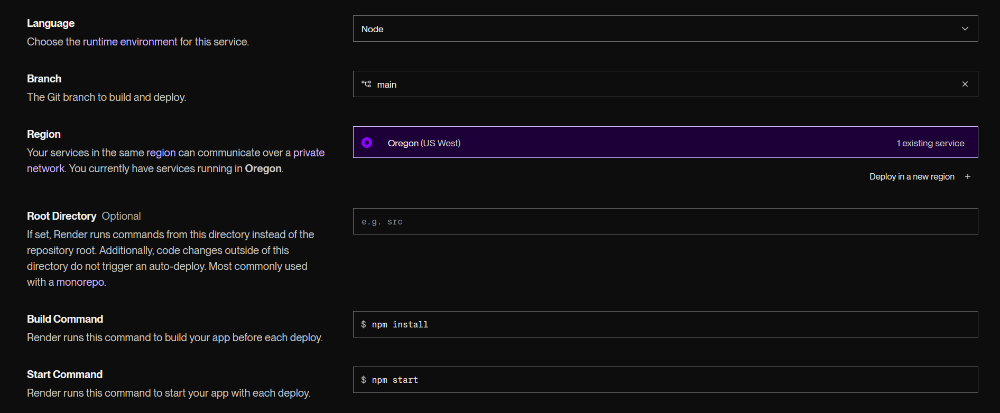 Language
Node
Choose the runtime environment for this service.
Branch
main
The Git branch to build and deploy.
Region
Your services in the same region can communicate over a private
network. You currently have services running in Oregon.
Oregon (US West)
1 existing service
Deploy in a new region +
Root Directory Optional
e.g. src
If set, Render runs commands from this directory instead of the
repository root. Additionally, code changes outside of this
directory do not trigger an auto-deploy. Most commonly used
with a monorepo.
Build Command
$ npm install
Render runs this command to build your app before each deploy.
Start Command
$ npm start
Render runs this command to start your app with each deploy.